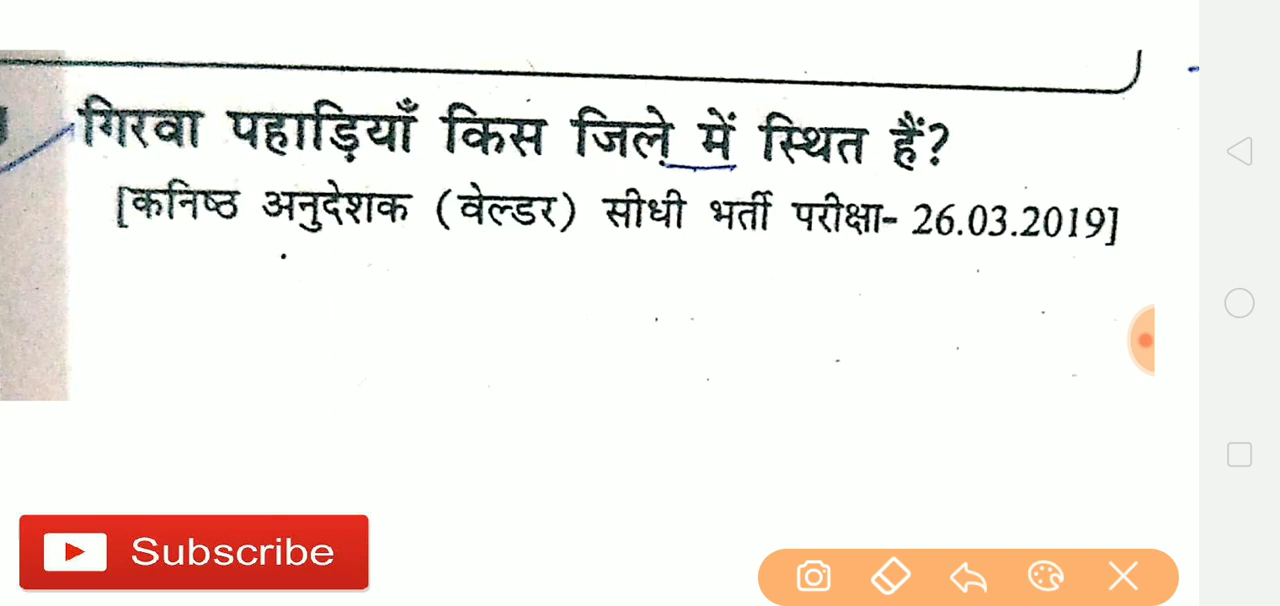 गिरवा पहाड़ियाँ किस जिले में स्थित हैं?
[कनिष्ठ अनुदेशक (वेल्डर) सीधी भर्ती परीक्षा- 26.03.2019]
Subscribe